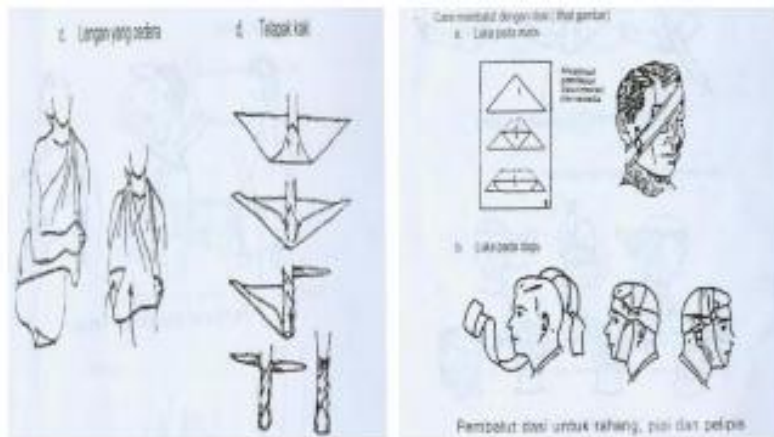 c. Lengan yang cedera
d. Telapak kaki
Cara membalut dengan dasi (lihat gambar)
a. Luka pada mata
b. Luka pada dagu
Pembalut dasi untuk rahang, pipi dan pelipis